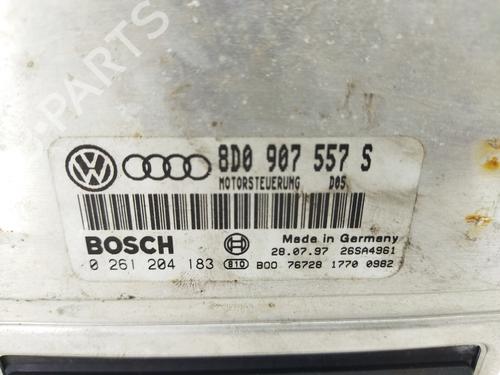 8D0 907 557 S
MOTORSTEUERUNG D05
BOSCH
Made in Germany
28.07.97 26SA4961
0 261 204 183 810 B00 76728 1770 0982